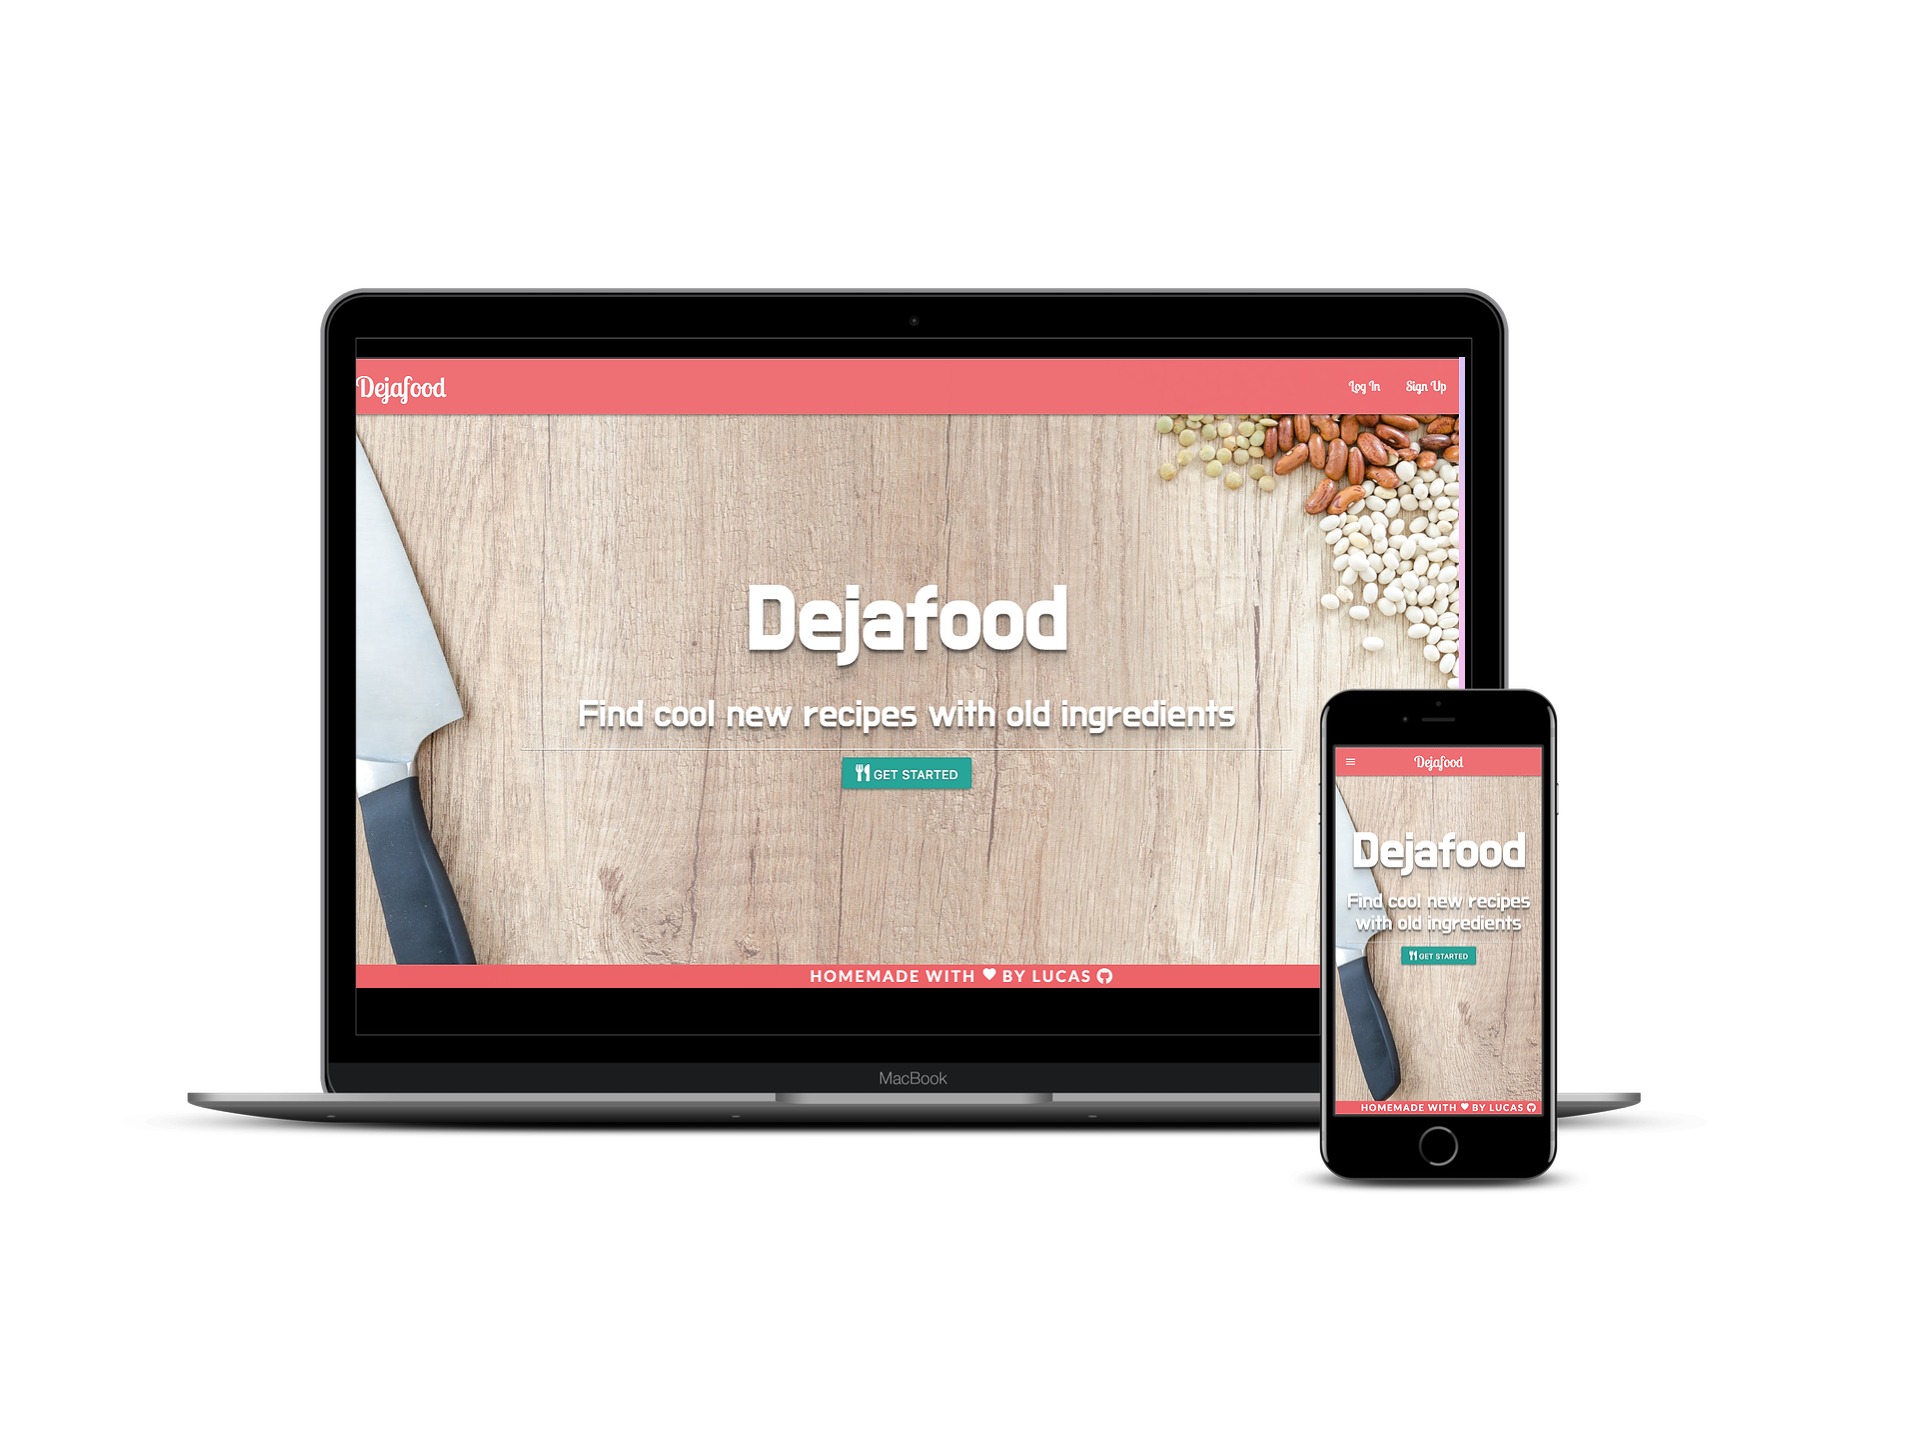 Dejafood
Log In Sign Up
Dejafood
Find cool new recipes with old ingredients
GET STARTED
HOMEMADE WITH ♥ BY LUCAS
MacBook
Dejafood
Dejafood
Find cool new recipes
with old ingredients
GET STARTED
HOMEMADE WITH ♥ BY LUCAS